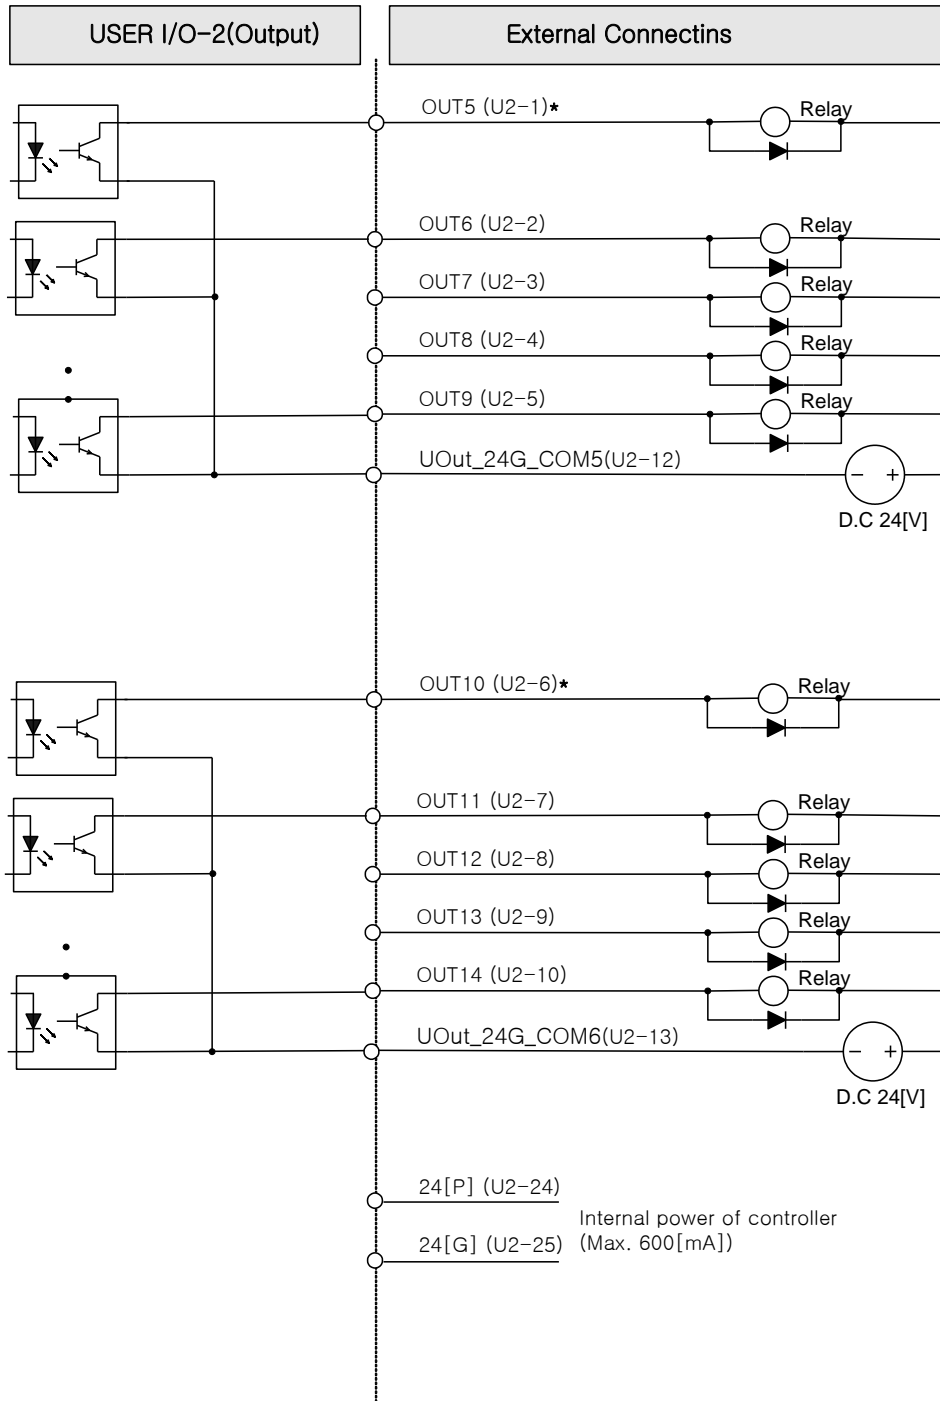 USER I/O-2(Output)
External Connectins
OUT5 (U2-1)*
Relay
OUT6 (U2-2)
Relay
OUT7 (U2-3)
Relay
OUT8 (U2-4)
Relay
OUT9 (U2-5)
Relay
UOut_24G_COM5(U2-12)
- +
D.C 24[V]
OUT10 (U2-6)*
Relay
OUT11 (U2-7)
Relay
OUT12 (U2-8)
Relay
OUT13 (U2-9)
Relay
OUT14 (U2-10)
Relay
UOut_24G_COM6(U2-13)
- +
D.C 24[V]
24[P] (U2-24)
Internal power of controller
24[G] (U2-25)
(Max. 600[mA])